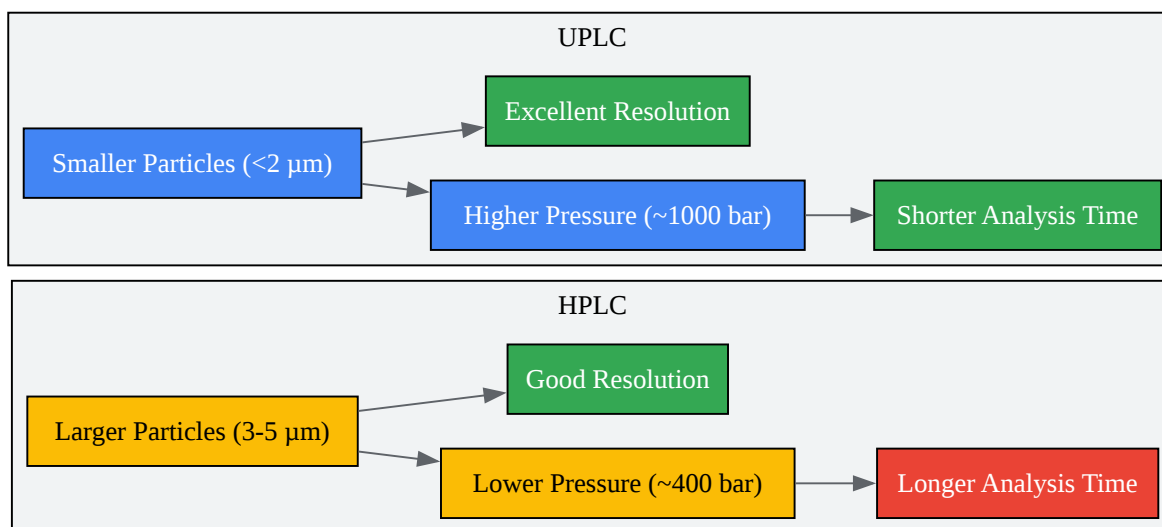 UPLC
Excellent Resolution
Smaller Particles (<2 µm)
Higher Pressure (~1000 bar)
Shorter Analysis Time
HPLC
Good Resolution
Larger Particles (3-5 µm)
Lower Pressure (~400 bar)
Longer Analysis Time